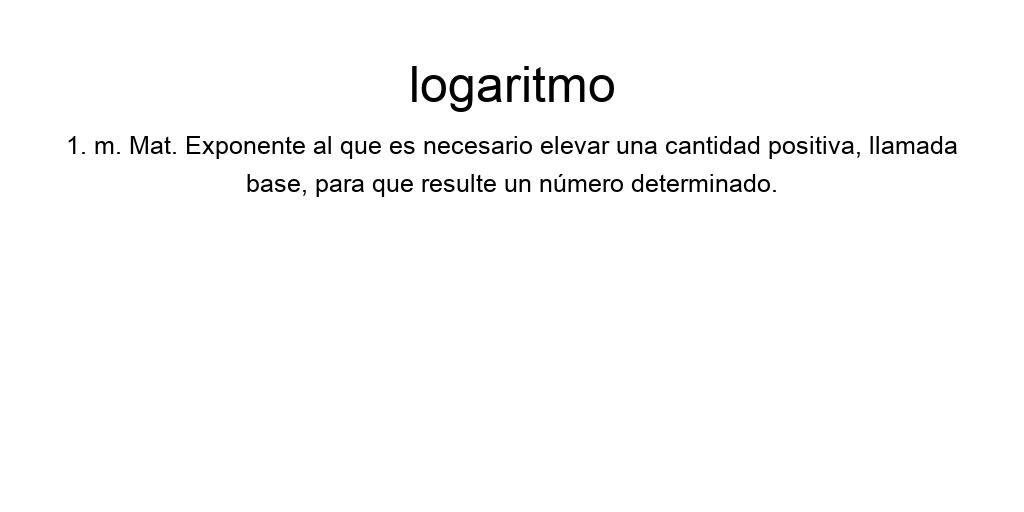 logaritmo
1. m. Mat. Exponente al que es necesario elevar una cantidad positiva, llamada
base, para que resulte un número determinado.